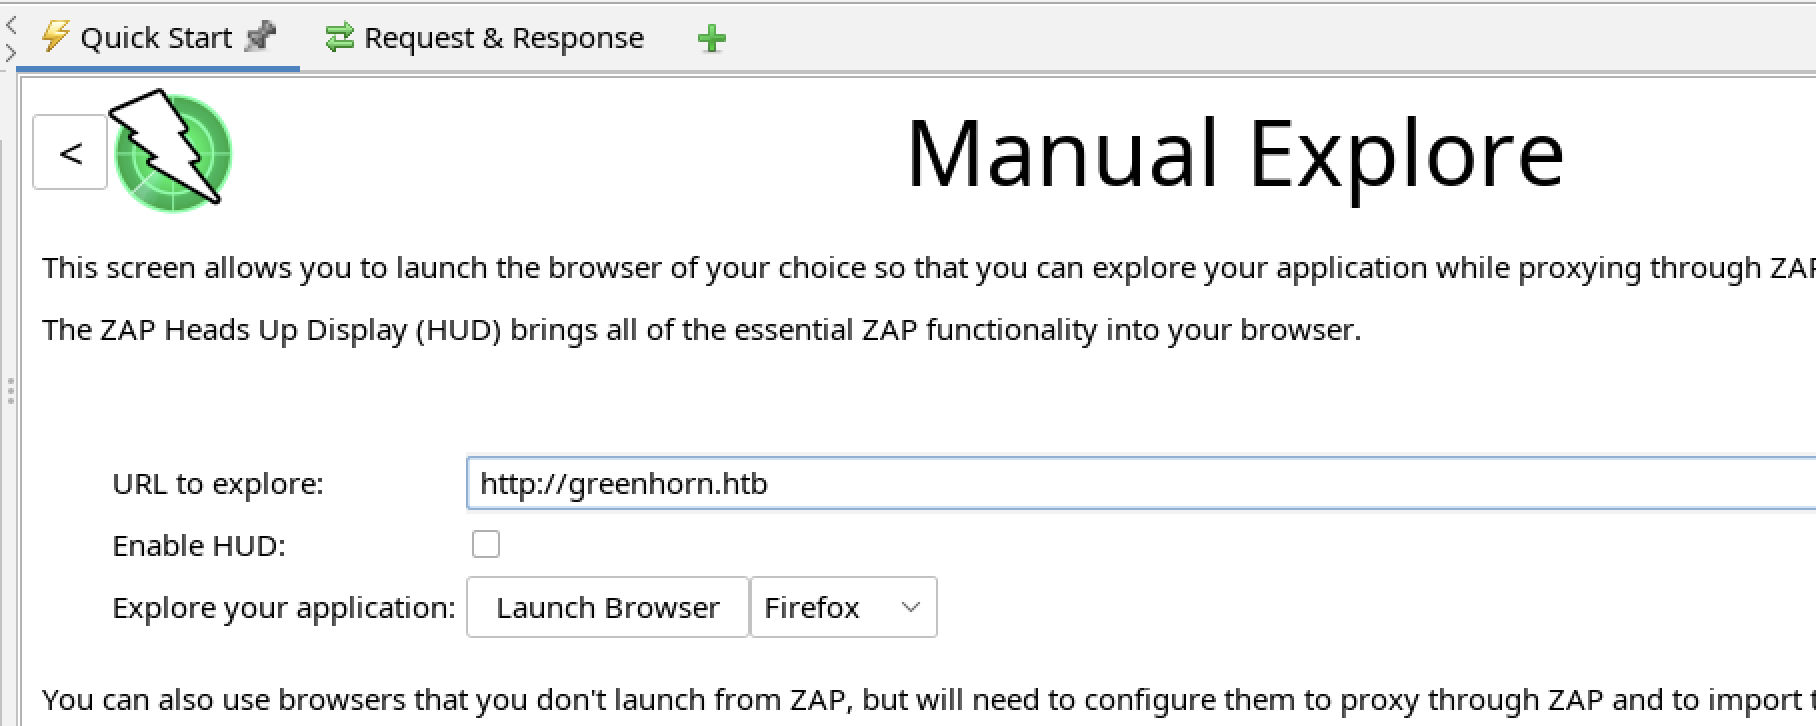 Quick Start
Request & Response
<
Manual Explore
This screen allows you to launch the browser of your choice so that you can explore your application while proxying through ZAP
The ZAP Heads Up Display (HUD) brings all of the essential ZAP functionality into your browser.
URL to explore: http://greenhorn.htb
Enable HUD:
Explore your application: Launch Browser Firefox
You can also use browsers that you don't launch from ZAP, but will need to configure them to proxy through ZAP and to import